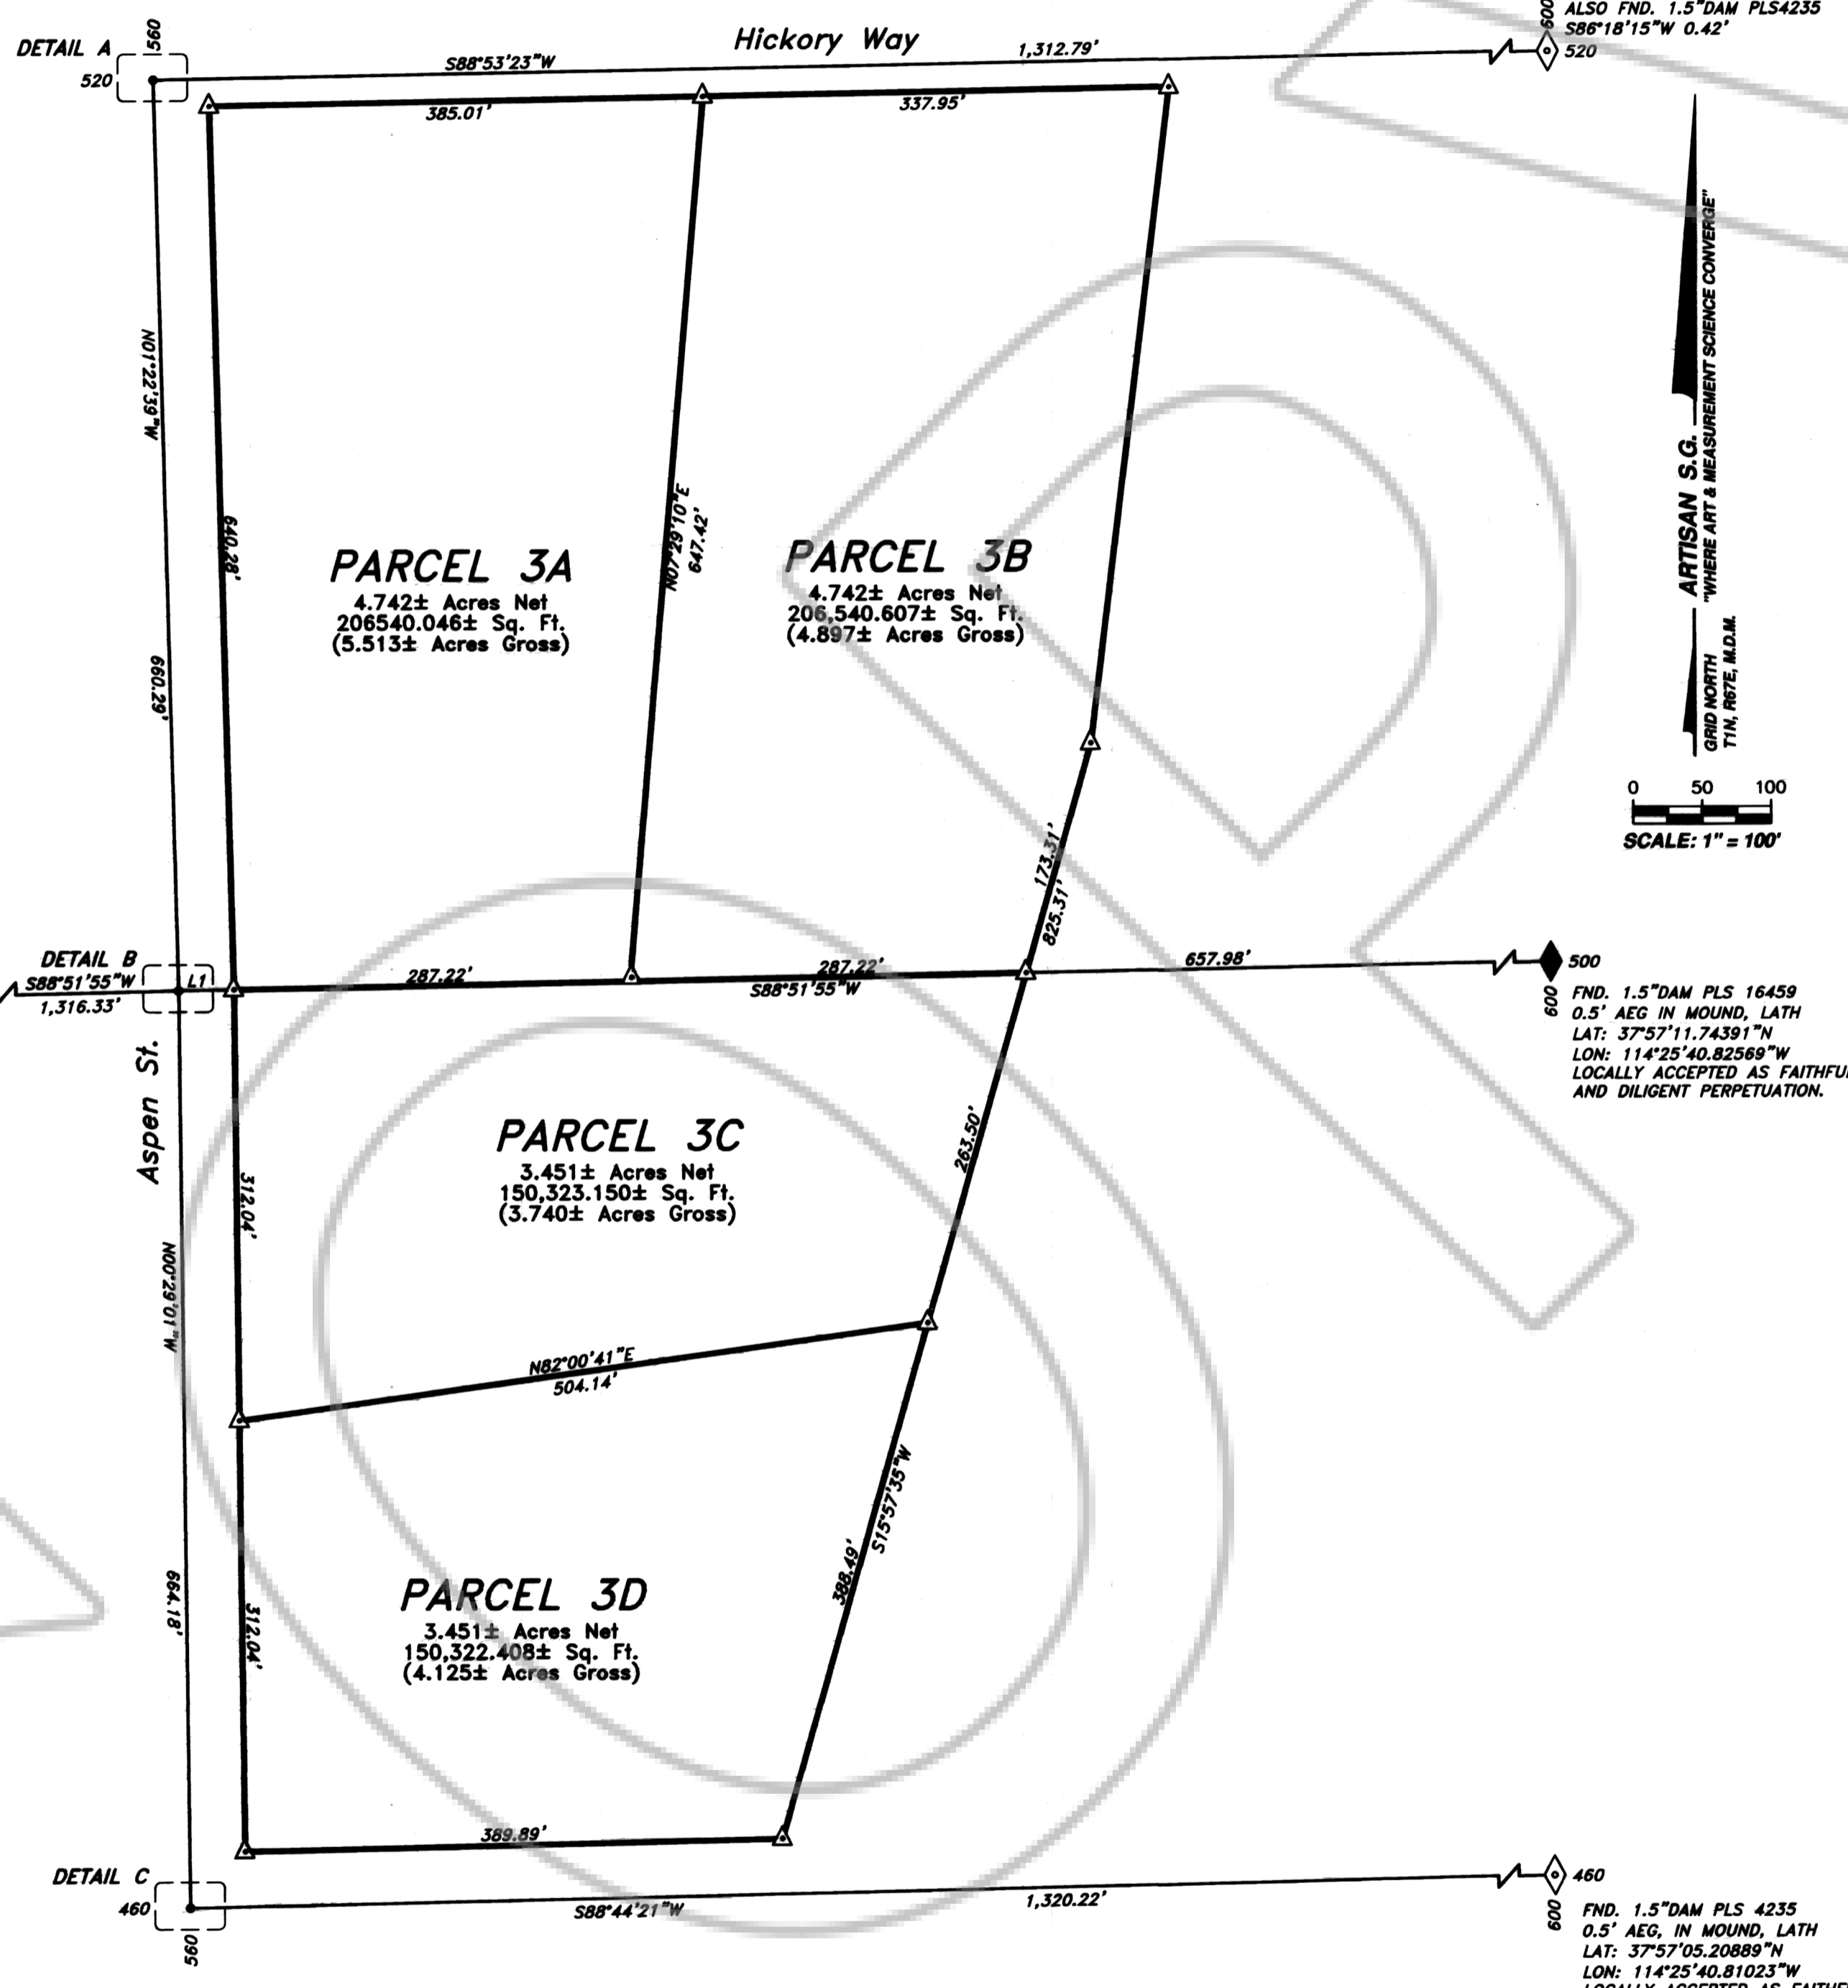 ALSO FND. 1.5"DAM PLS4235
S86°18'15"W 0.42'
600
520
560
DETAIL A
520
Hickory Way
S88°53'23"W
1,312.79'
385.01'
337.95'
N01°22'39"W
660.29'
640.28'
N07°29'10"E
647.42'
PARCEL 3A
4.742± Acres Net
206540.046± Sq. Ft.
(5.513± Acres Gross)
PARCEL 3B
4.742± Acres Net
206,540.607± Sq. Ft.
(4.897± Acres Gross)
ARTISAN S.G.
"WHERE ART & MEASUREMENT SCIENCE CONVERGE"
GRID NORTH
T1N, R67E, M.D.M.
0 50 100
SCALE: 1" = 100'
173.31'
825.31'
DETAIL B
S88°51'55"W
1,316.33'
L1
287.22'
287.22'
S88°51'55"W
657.98'
500
600
FND. 1.5"DAM PLS 16459
0.5' AEG IN MOUND, LATH
LAT: 37°57'11.74391"N
LON: 114°25'40.82569"W
LOCALLY ACCEPTED AS FAITHFU
AND DILIGENT PERPETUATION.
Aspen St.
N00°29'01"W
664.18'
312.04'
PARCEL 3C
3.451± Acres Net
150,323.150± Sq. Ft.
(3.740± Acres Gross)
263.50'
N82°00'41"E
504.14'
S15°57'35"W
388.49'
PARCEL 3D
3.451± Acres Net
150,322.408± Sq. Ft.
(4.125± Acres Gross)
312.04'
389.89'
DETAIL C
460
560
S88°44'21"W
1,320.22'
460
600
FND. 1.5"DAM PLS 4235
0.5' AEG, IN MOUND, LATH
LAT: 37°57'05.20889"N
LON: 114°25'40.81023"W